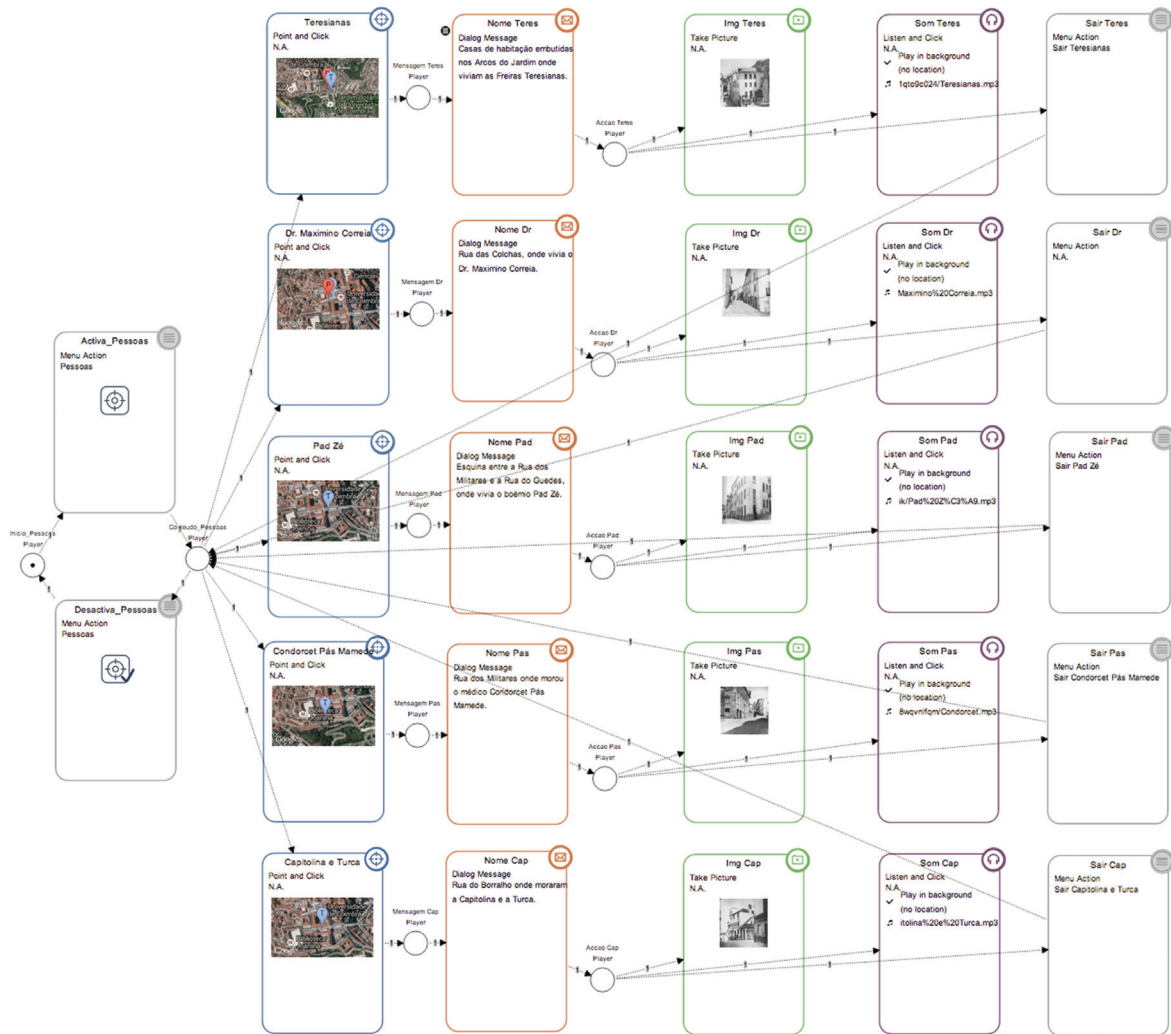 Teresianas
Point and Click
N.A.
Mensagem Teres
Player
Nome Teres
Dialog Message
Casas de habitação embutidas
nos Arcos do Jardim onde
viviam as Freiras Teresianas.
Accao Teres
Player
Img Teres
Take Picture
N.A.
Som Teres
Listen and Click
N.A.
Play in background
(no location)
1qto9c024/Teresianas.mp3
Sair Teres
Menu Action
Sair Teresianas
Dr. Maximino Correia
Point and Click
N.A.
Mensagem Dr
Player
Nome Dr
Dialog Message
Rua das Colchas, onde vivia o
Dr. Maximino Correia.
Accao Dr
Player
Img Dr
Take Picture
N.A.
Som Dr
Listen and Click
N.A.
Play in background
(no location)
Maximino%20Correia.mp3
Sair Dr
Menu Action
N.A.
Activa_Pessoas
Menu Action
Pessoas
Inicio_Pessoas
Player
Conteudo_Pessoas
Player
Desactiva_Pessoas
Menu Action
Pessoas
Pad Zé
Point and Click
N.A.
Mensagem Pad
Player
Nome Pad
Dialog Message
Esquina entre a Rua dos
Militares e a Rua do Guedes,
onde vivia o boémio Pad Zé.
Accao Pad
Player
Img Pad
Take Picture
N.A.
Som Pad
Listen and Click
N.A.
Play in background
(no location)
ik/Pad%20Z%C3%A9.mp3
Sair Pad
Menu Action
Sair Pad Zé
Condorcet Pás Mamede
Point and Click
N.A.
Mensagem Pas
Player
Nome Pas
Dialog Message
Rua dos Militares onde morou
o médico Condorcet Pás
Mamede.
Accao Pas
Player
Img Pas
Take Picture
N.A.
Som Pas
Listen and Click
N.A.
Play in background
(no location)
8wqvnlfqm/Condorcet.mp3
Sair Pas
Menu Action
Sair Condorcet Pás Mamede
Capitolina e Turca
Point and Click
N.A.
Mensagem Cap
Player
Nome Cap
Dialog Message
Rua do Borralho onde moraram
a Capitolina e a Turca.
Accao Cap
Player
Img Cap
Take Picture
N.A.
Som Cap
Listen and Click
N.A.
Play in background
(no location)
itolina%20e%20Turca.mp3
Sair Cap
Menu Action
Sair Capitolina e Turca